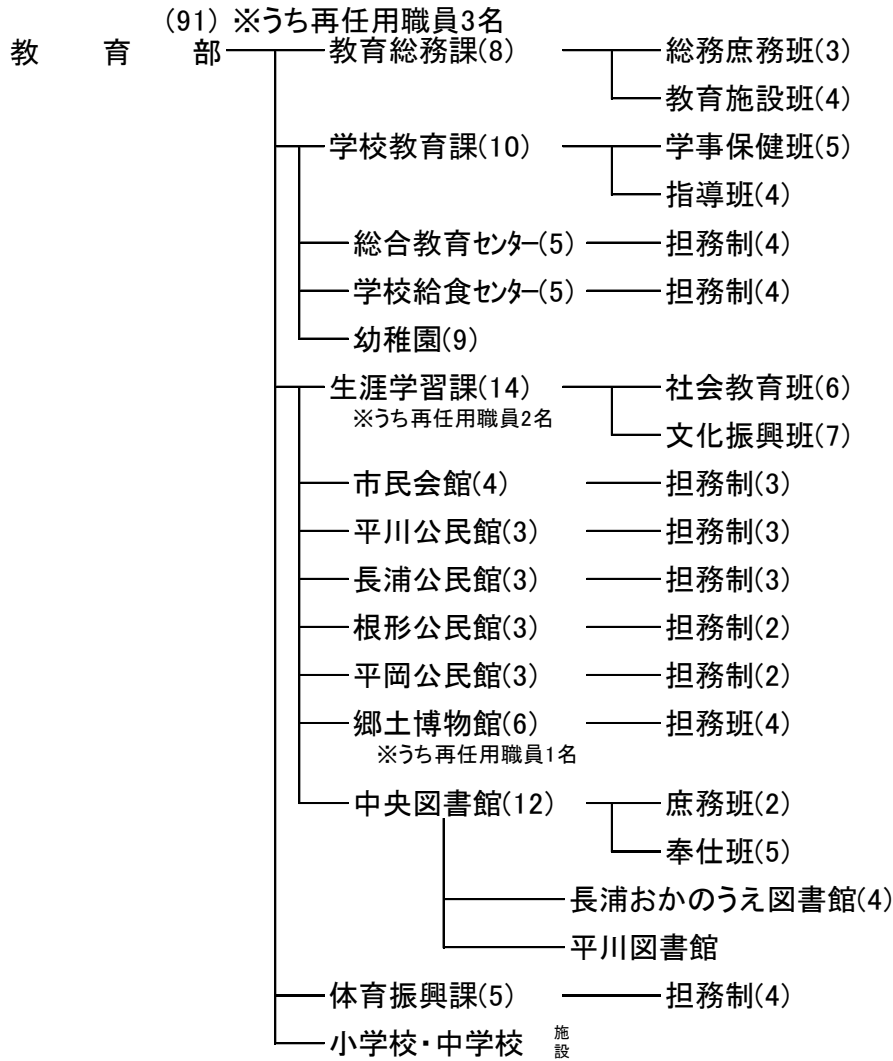 (91) ※うち再任用職員3名
教育部 教育総務課(8) 総務庶務班(3)
教育施設班(4)
学校教育課(10) 学事保健班(5)
指導班(4)
総合教育センター(5) 担務制(4)
学校給食センター(5) 担務制(4)
幼稚園(9)
生涯学習課(14) 社会教育班(6)
※うち再任用職員2名
文化振興班(7)
市民会館(4) 担務制(3)
平川公民館(3) 担務制(3)
長浦公民館(3) 担務制(3)
根形公民館(3) 担務制(2)
平岡公民館(3) 担務制(2)
郷土博物館(6) 担務班(4)
※うち再任用職員1名
中央図書館(12) 庶務班(2)
奉仕班(5)
長浦おかのうえ図書館(4)
平川図書館
体育振興課(5) 担務制(4)
小学校・中学校 施設